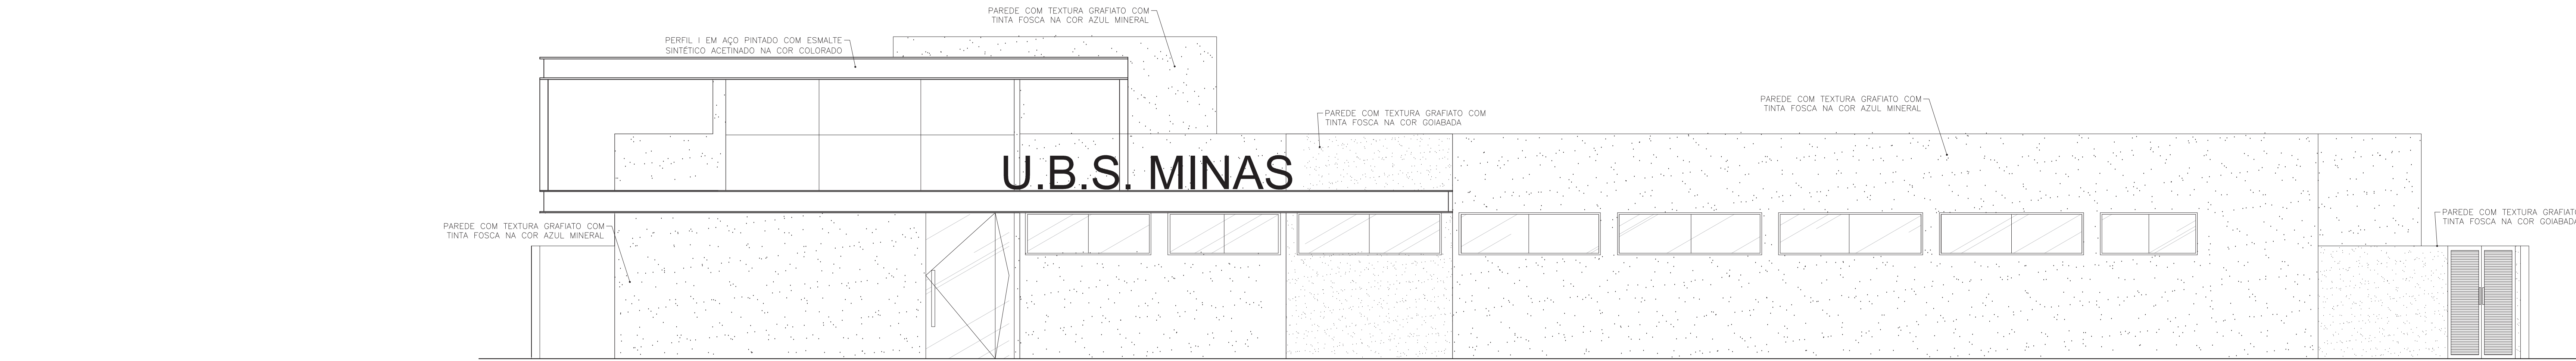 PAREDE COM TEXTURA GRAFIATO COM
TINTA FOSCA NA COR AZUL MINERAL
PERFIL I EM AÇO PINTADO COM ESMALTE
SINTÉTICO ACETINADO NA COR COLORADO
PAREDE COM TEXTURA GRAFIATO COM
TINTA FOSCA NA COR AZUL MINERAL
PAREDE COM TEXTURA GRAFIATO COM
TINTA FOSCA NA COR GOIABADA
U.B.S. MINAS
PAREDE COM TEXTURA GRAFIATO COM
TINTA FOSCA NA COR AZUL MINERAL
PAREDE COM TEXTURA GRAFIATO
TINTA FOSCA NA COR GOIABADA